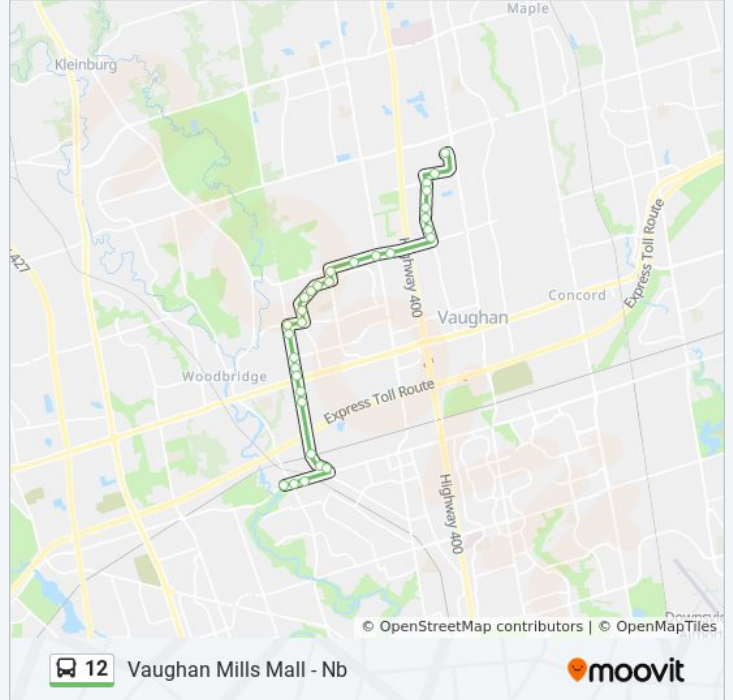 Maple
Kleinburg
427
Highway 400
Express Toll Route
Concord
Vaughan
Woodbridge
Express Toll Route
Highway 400
© OpenStreetMap contributors | © OpenMapTiles
12 Vaughan Mills Mall - Nb
moovit